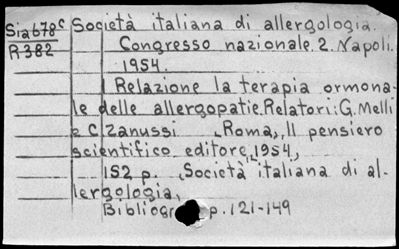 Siab78c Società italiana di allergologia.
R382 Congresso nazionale. 2. Napoli.
1954.
Relazione la terapia ormona-
le delle allergopatie. Relatori: G. Melli
e C. Zanussi Roma, Il pensiero
scientifico editore, 1954,
152 p. Società italiana di al-
lergologia,
Bibliogr p. 121-149